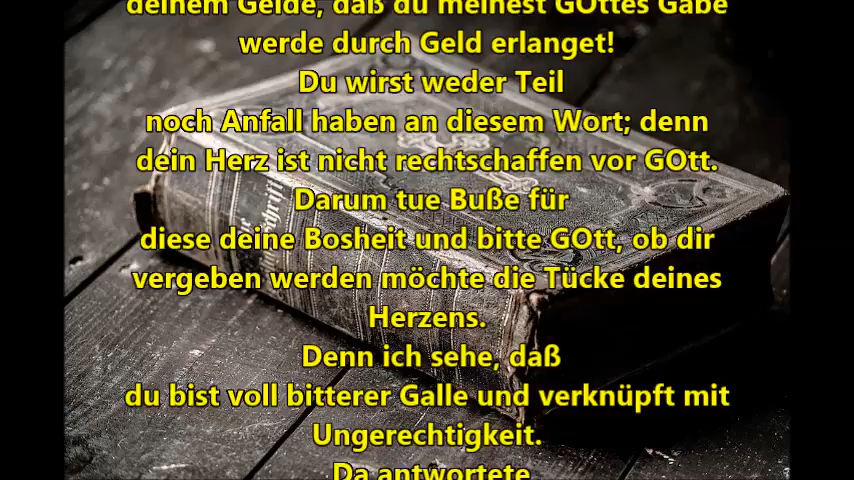 deinem Gelde, daß du meinest GOttes Gabe
werde durch Geld erlanget!
Du wirst weder Teil
noch Anfall haben an diesem Wort; denn
dein Herz ist nicht rechtschaffen vor GOtt.
Darum tue Buße für
diese deine Bosheit und bitte GOtt, ob dir
vergeben werden möchte die Tücke deines
Herzens.
Denn ich sehe, daß
du bist voll bitterer Galle und verknüpft mit
Ungerechtigkeit.
Da antwortete